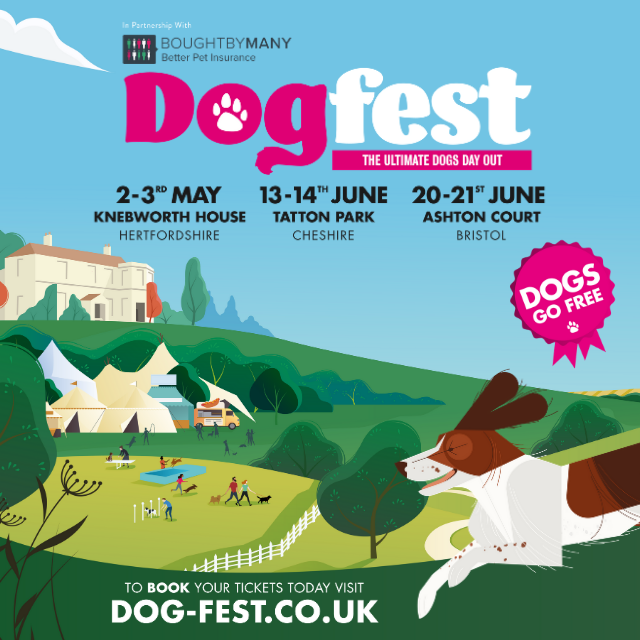 In Partnership With
BOUGHTBYMANY
Better Pet Insurance
Dogfest
THE ULTIMATE DOGS DAY OUT
2-3RD MAY
KNEBWORTH HOUSE
HERTFORDSHIRE
13-14TH JUNE
TATTON PARK
CHESHIRE
20-21ST JUNE
ASHTON COURT
BRISTOL
DOGS
GO FREE
TO BOOK YOUR TICKETS TODAY VISIT
DOG-FEST.CO.UK